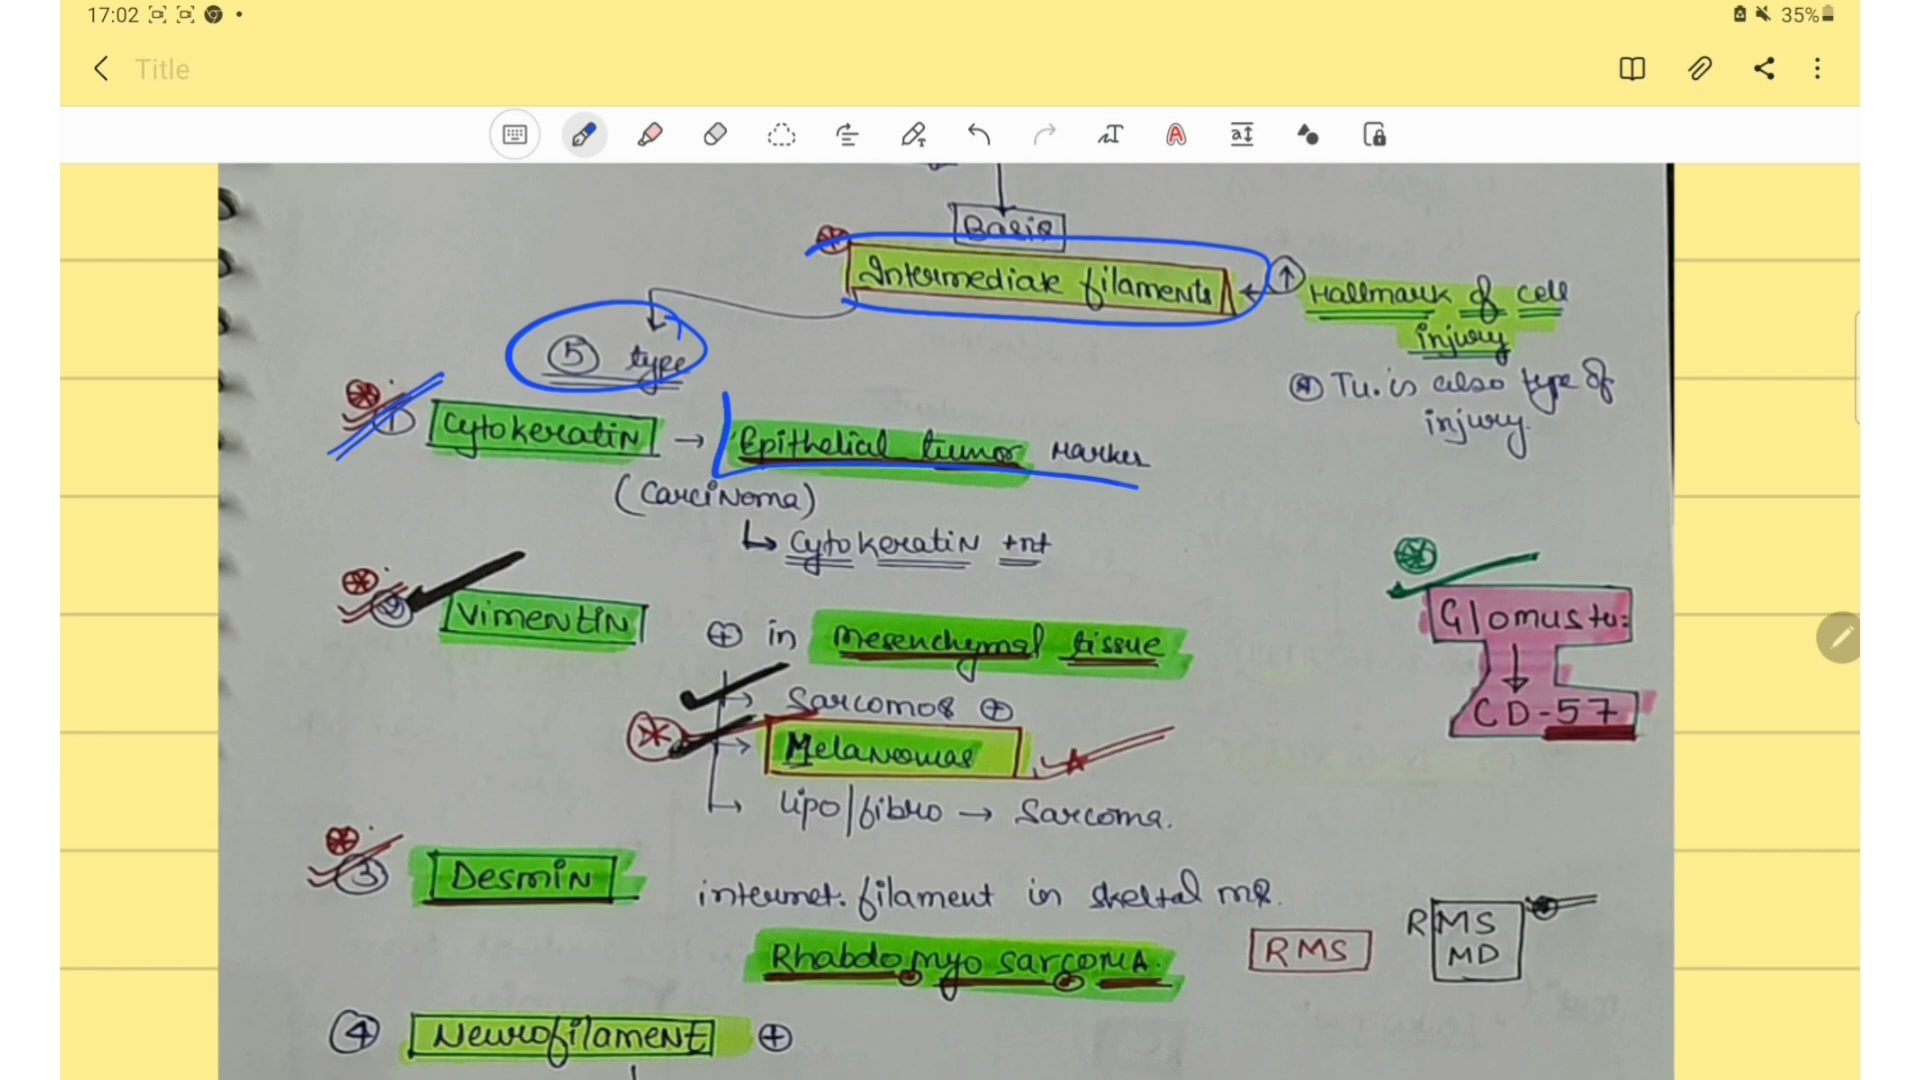 17:02
35%
Title
Basis
Intermediate filaments
↑ Hallmark of cell
injury
⑤ type
Tu. is also type of
injury.
① Cytokeratin → Epithelial tumor marker
(Carcinoma)
↳ Cytokeratin +nt
② Vimentin ⊕ in mesenchymal tissue
→ Sarcomas ⊕
→ Melanomas
→ lipo/fibro → Sarcoma.
Glomus tu:
↓
CD-57
③ Desmin intermet. filament in skeltal ms.
Rhabdomyo sarcoma. RMS
RMS
MD
④ Neurofilament ⊕